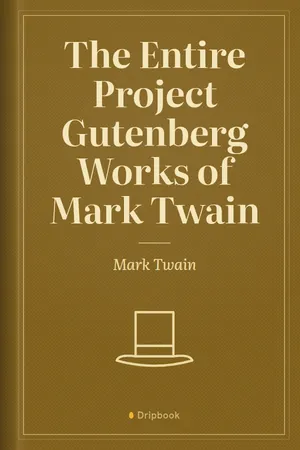 The Entire
Project
Gutenberg
Works of
Mark Twain
Mark Twain
Dripbook